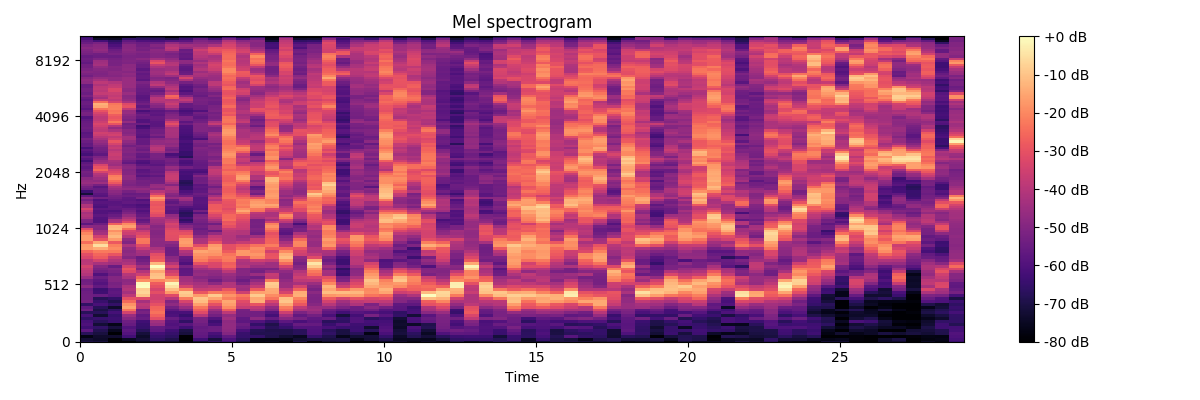 Mel spectrogram
Hz
8192
4096
2048
1024
512
0
0 5 10 15 20 25
Time
+0 dB
-10 dB
-20 dB
-30 dB
-40 dB
-50 dB
-60 dB
-70 dB
-80 dB